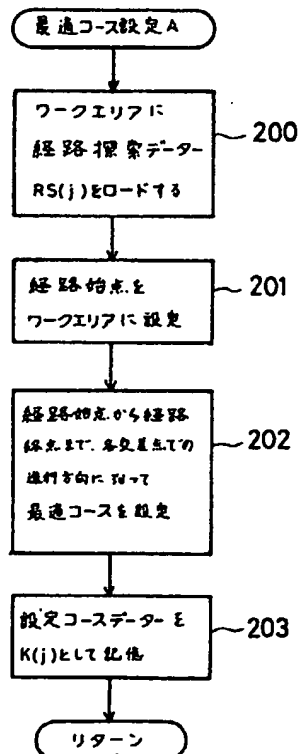 最適コース設定A
ワークエリアに
経路探索データー
RS(j)をロードする
200
経路始点を
ワークエリアに設定
201
経路始点から経路
終点まで、各交差点での
進行方向に沿って
最適コースを設定
202
設定コースデーターを
K(j)として記憶
203
リターン